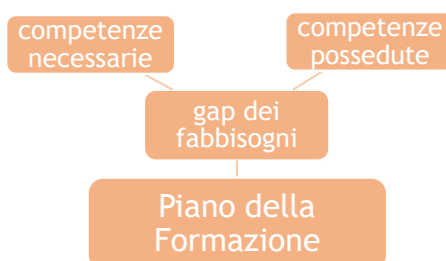 competenze
necessarie
competenze
possedute
gap dei
fabbisogni
Piano della
Formazione